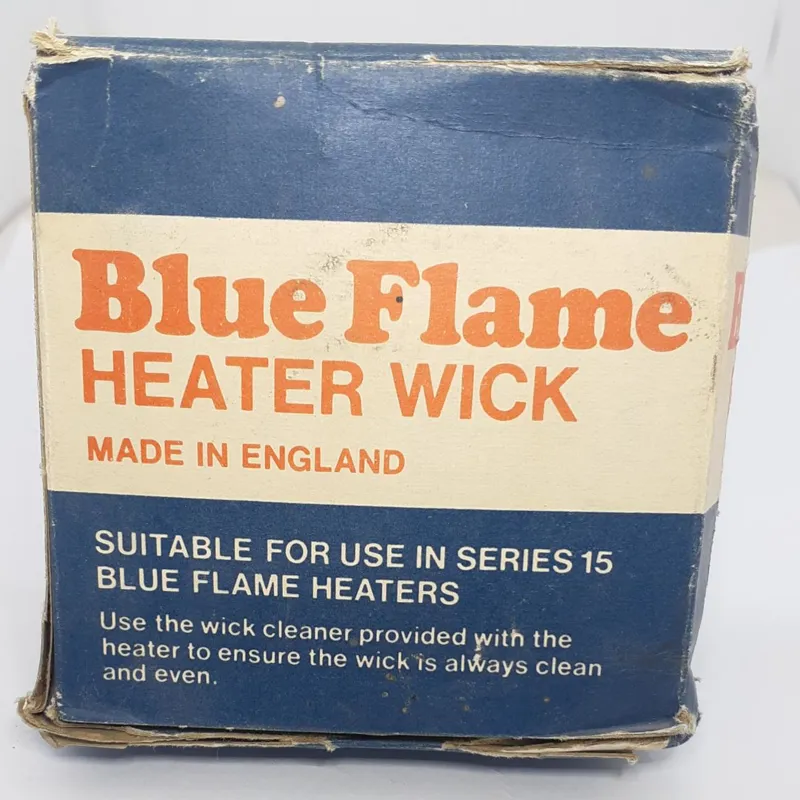 Blue Flame
HEATER WICK
MADE IN ENGLAND
SUITABLE FOR USE IN SERIES 15
BLUE FLAME HEATERS
Use the wick cleaner provided with the
heater to ensure the wick is always clean
and even.